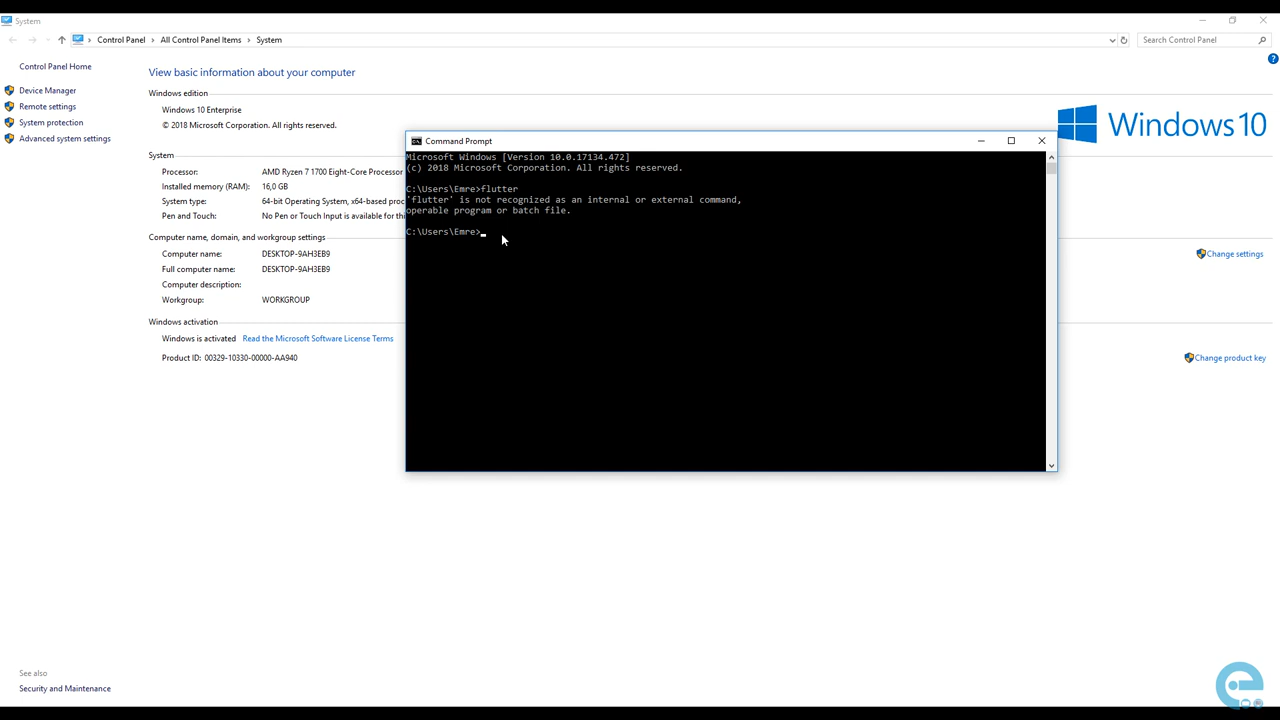 System
Control Panel > All Control Panel Items > System
Search Control Panel
Control Panel Home
Device Manager
Remote settings
System protection
Advanced system settings
View basic information about your computer
Windows edition
Windows 10 Enterprise
© 2018 Microsoft Corporation. All rights reserved.
Windows 10
System
Processor: AMD Ryzen 7 1700 Eight-Core Processor
Installed memory (RAM): 16,0 GB
System type: 64-bit Operating System, x64-based proc
Pen and Touch: No Pen or Touch Input is available for thi
Computer name, domain, and workgroup settings
Computer name: DESKTOP-9AH3EB9
Full computer name: DESKTOP-9AH3EB9
Computer description:
Workgroup: WORKGROUP
Change settings
Windows activation
Windows is activated Read the Microsoft Software License Terms
Product ID: 00329-10330-00000-AA940
Change product key
See also
Security and Maintenance
Command Prompt
Microsoft Windows [Version 10.0.17134.472]
(c) 2018 Microsoft Corporation. All rights reserved.
C:\Users\Emre>flutter
'flutter' is not recognized as an internal or external command,
operable program or batch file.
C:\Users\Emre>